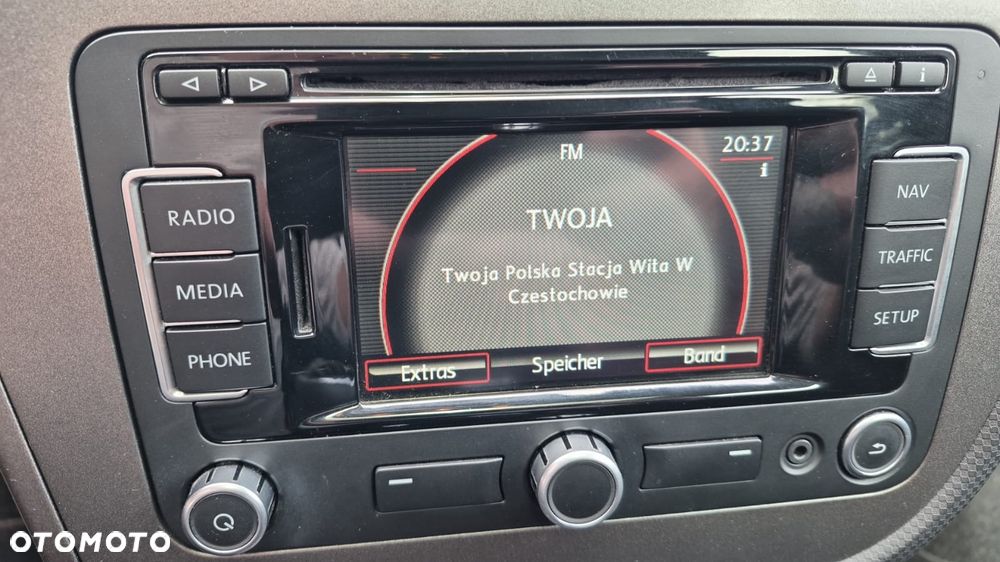 FM
20:37
i
i
RADIO
MEDIA
PHONE
NAV
TRAFFIC
SETUP
TWOJA
Twoja Polska Stacja Wita W
Czestochowie
Extras
Speicher
Band
OTOMOTO